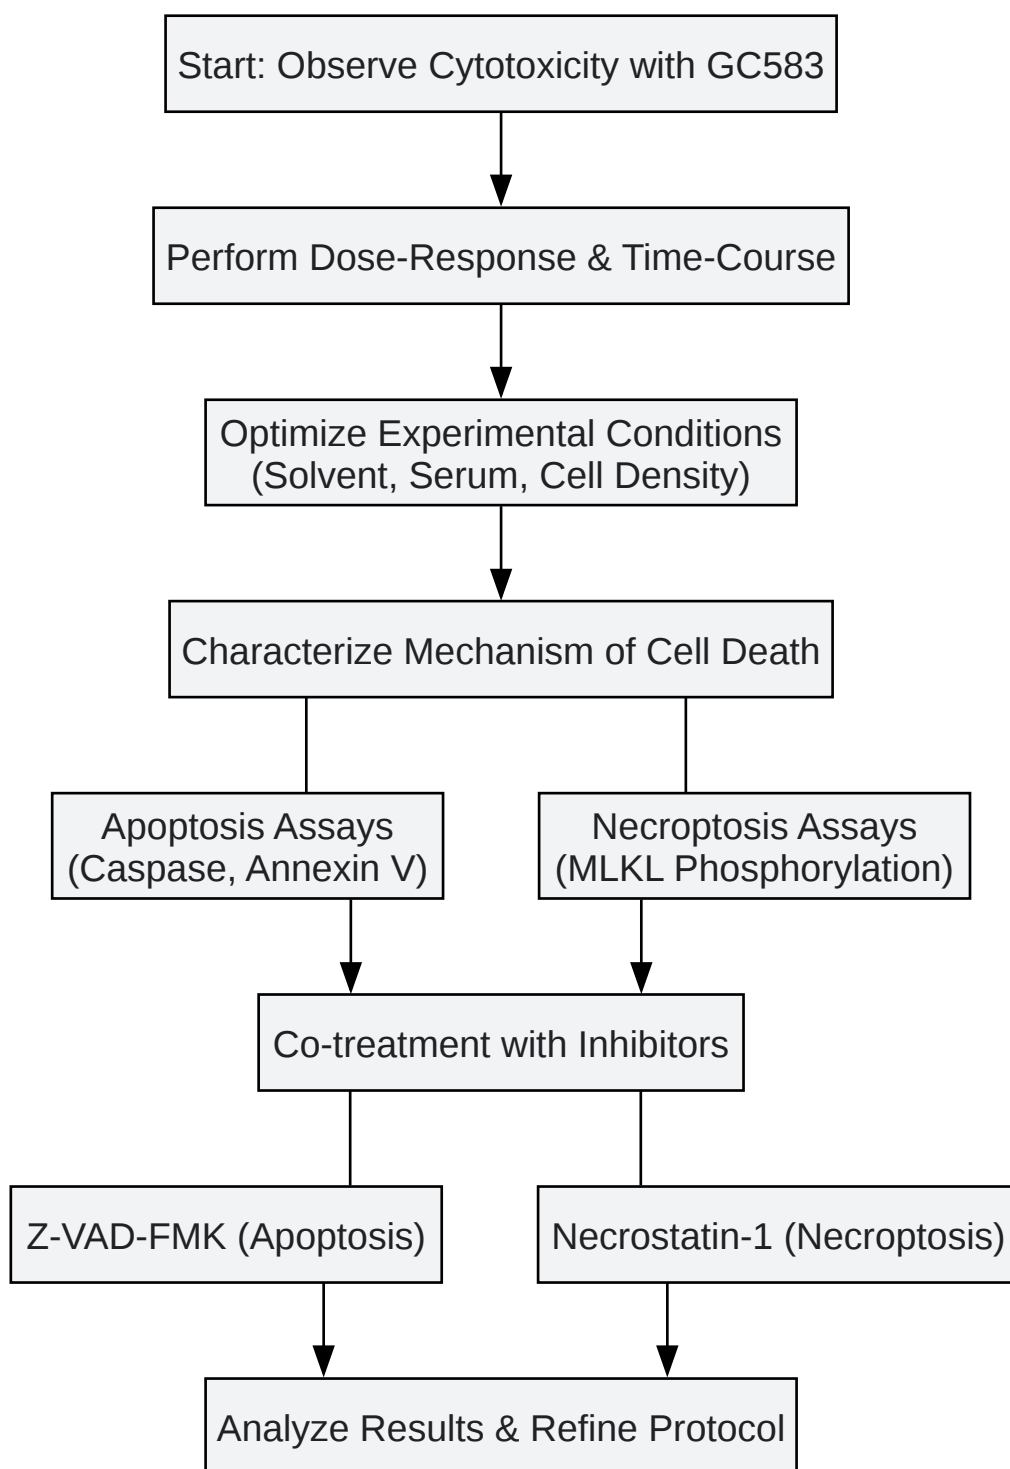 Start: Observe Cytotoxicity with GC583
Perform Dose-Response & Time-Course
Optimize Experimental Conditions
(Solvent, Serum, Cell Density)
Characterize Mechanism of Cell Death
Apoptosis Assays
(Caspase, Annexin V)
Necroptosis Assays
(MLKL Phosphorylation)
Co-treatment with Inhibitors
Z-VAD-FMK (Apoptosis)
Necrostatin-1 (Necroptosis)
Analyze Results & Refine Protocol